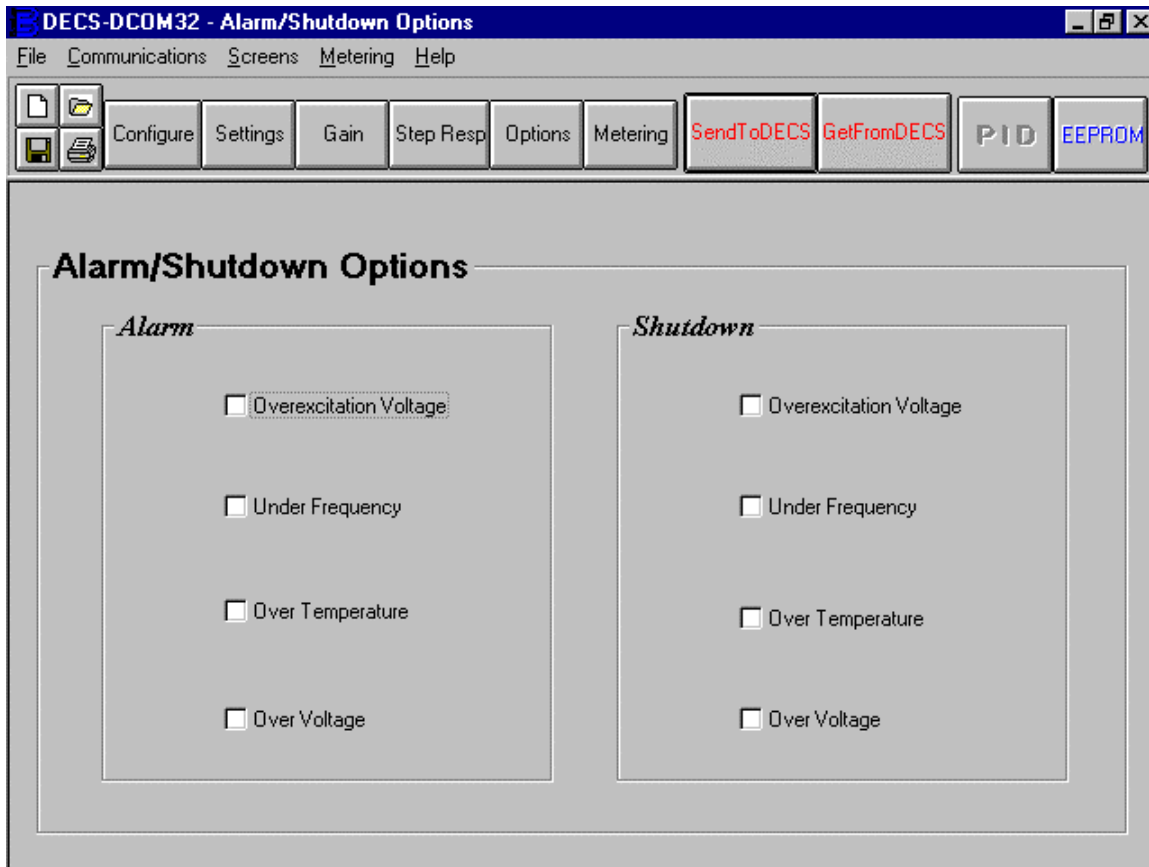 DECS-DCOM32 - Alarm/Shutdown Options
File Communications Screens Metering Help
Configure Settings Gain Step Resp Options Metering SendToDECS GetFromDECS PID EEPROM
Alarm/Shutdown Options
Alarm
Overexcitation Voltage
Under Frequency
Over Temperature
Over Voltage
Shutdown
Overexcitation Voltage
Under Frequency
Over Temperature
Over Voltage